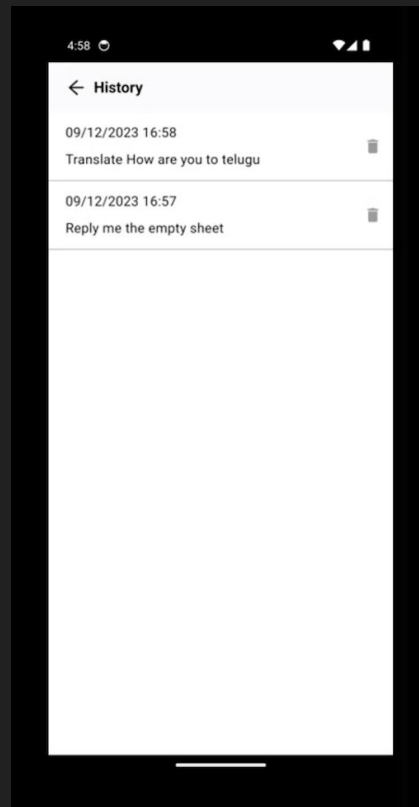 4:58
History
09/12/2023 16:58
Translate How are you to telugu
09/12/2023 16:57
Reply me the empty sheet